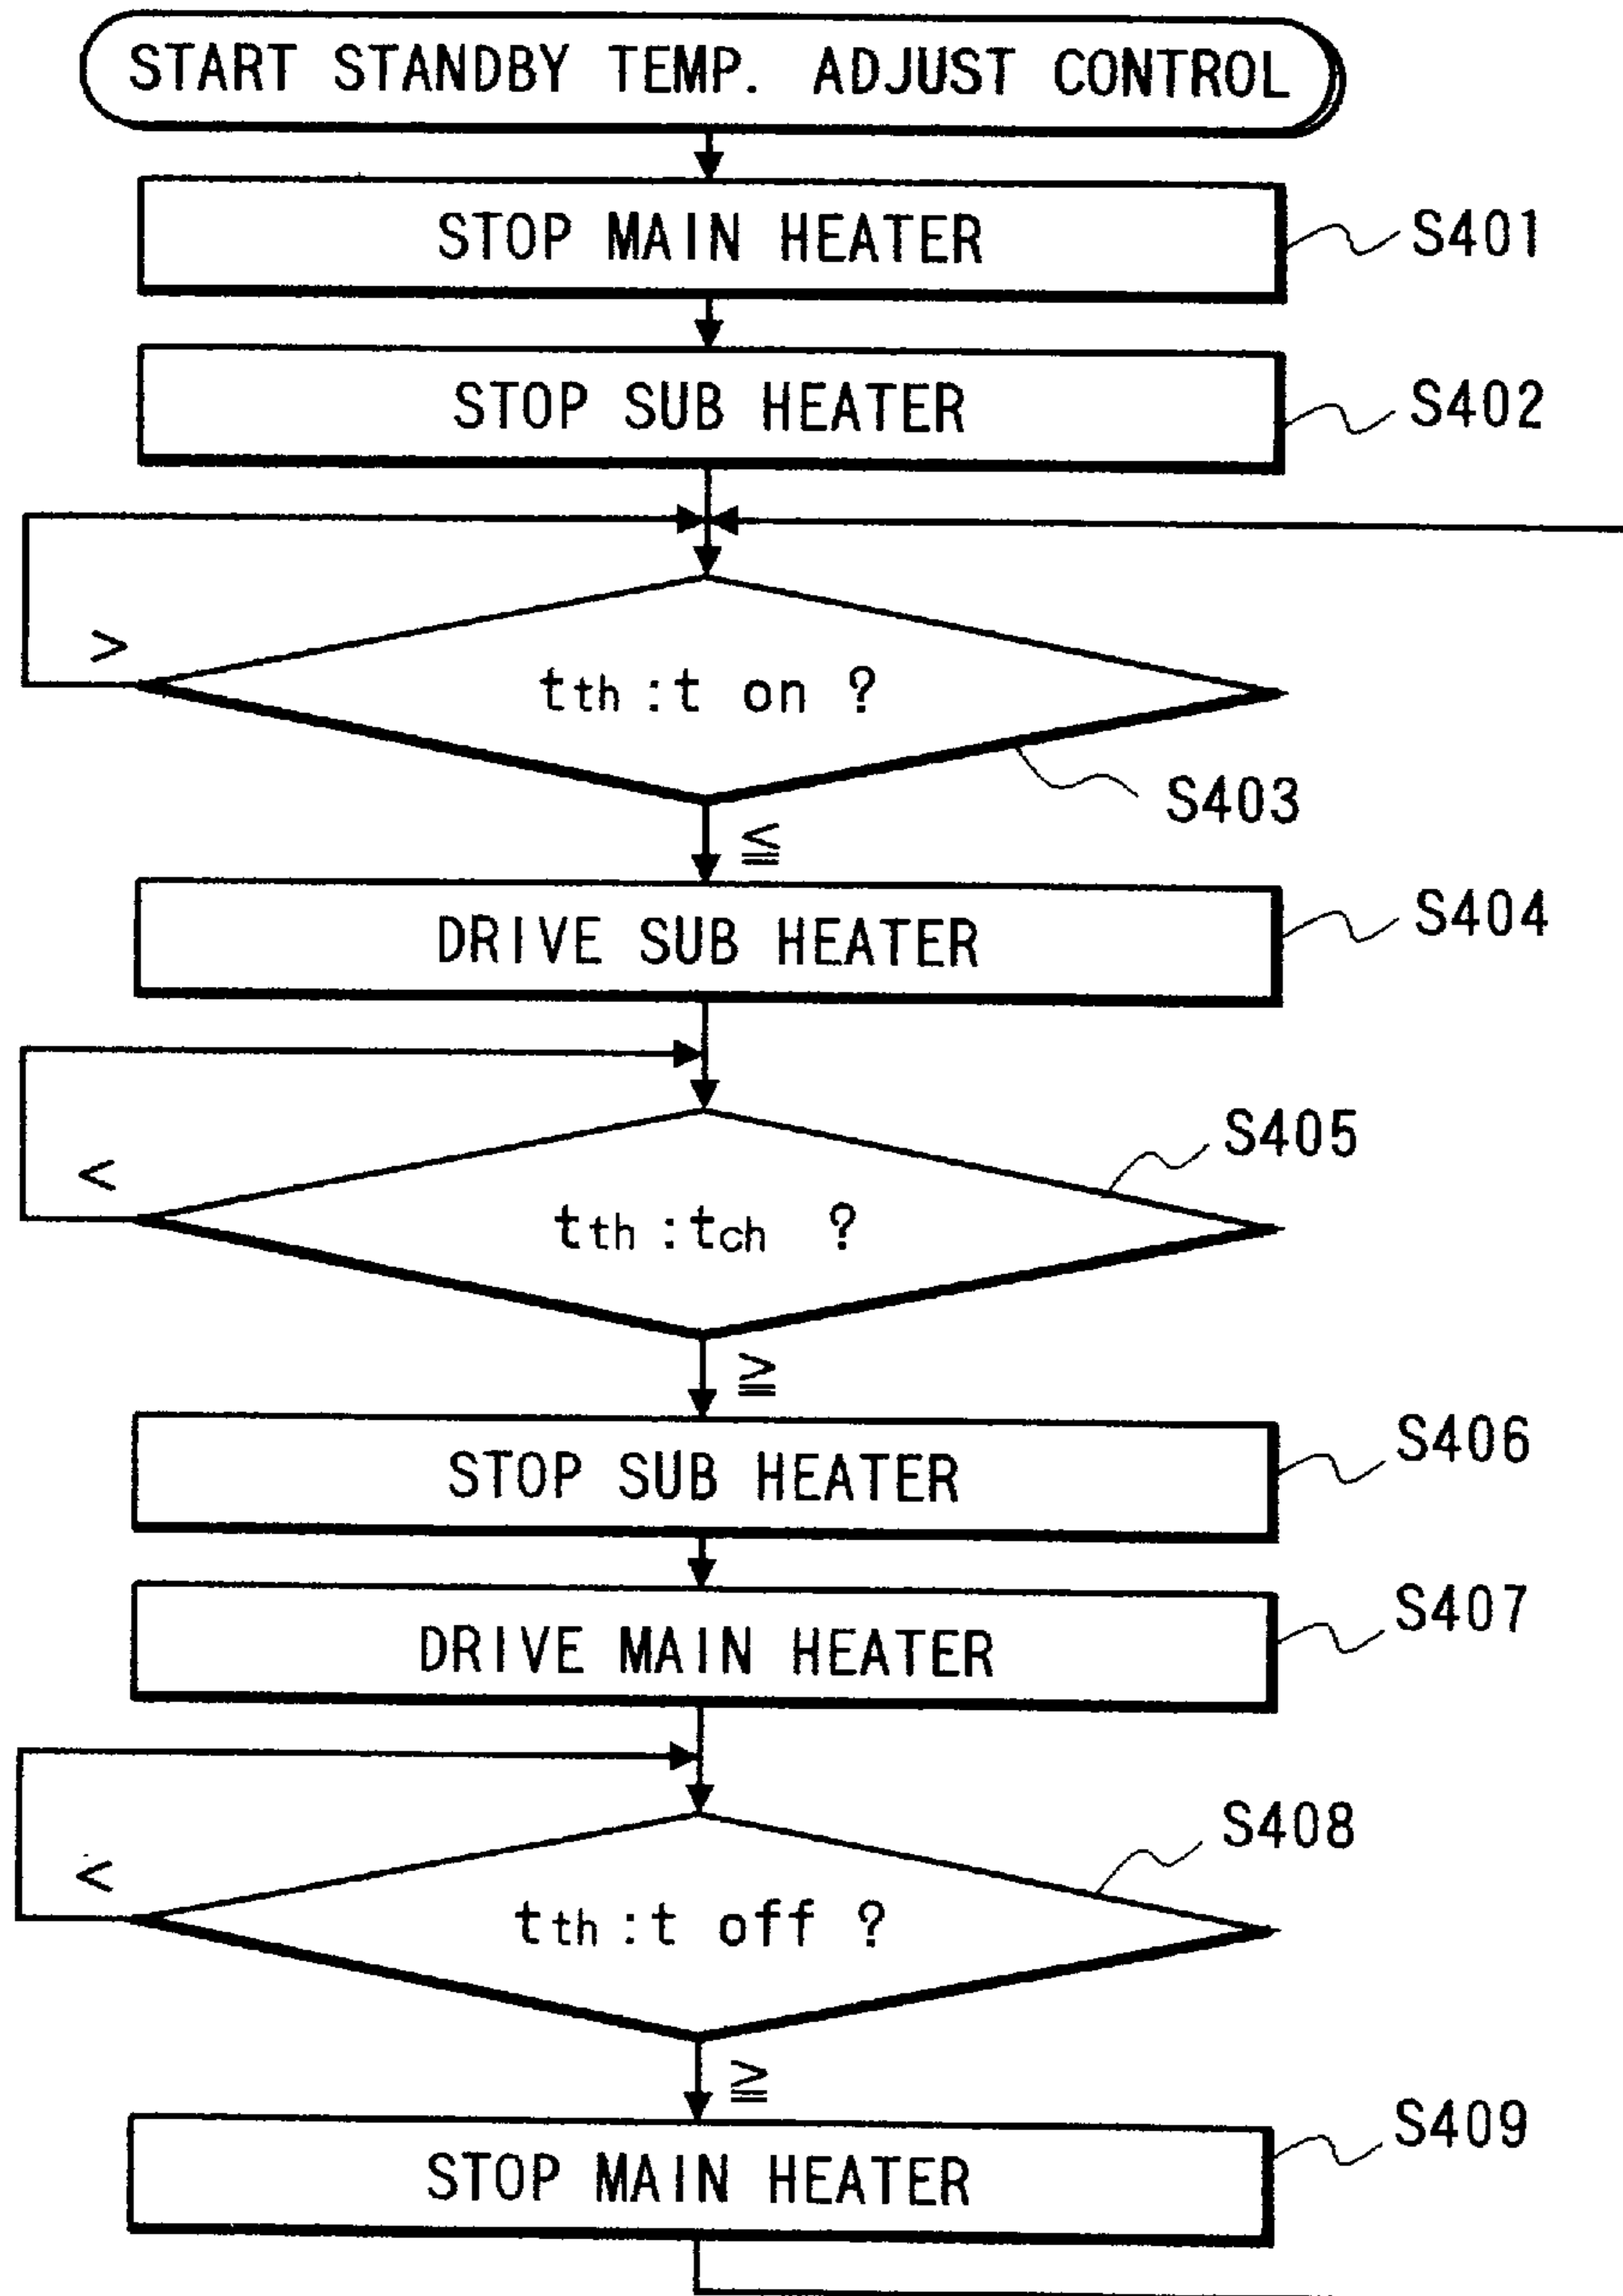 START STANDBY TEMP. ADJUST CONTROL
STOP MAIN HEATER
S401
STOP SUB HEATER
S402
>
tth :t on ?
S403
≦
DRIVE SUB HEATER
S404
S405
<
tth :tch ?
≧
STOP SUB HEATER
S406
DRIVE MAIN HEATER
S407
S408
<
tth :t off ?
≧
STOP MAIN HEATER
S409